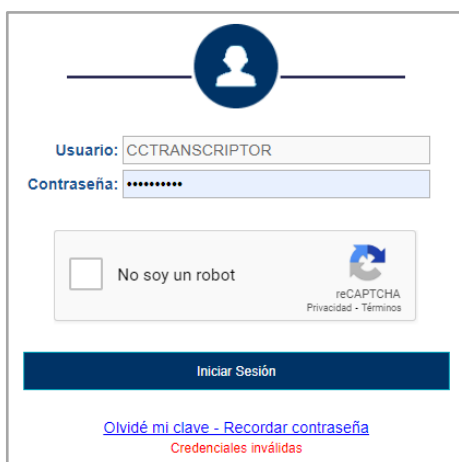 Usuario: CCTRANSCRIPTOR
Contraseña: ••••••••••
No soy un robot
reCAPTCHA
Privacidad - Términos
Iniciar Sesión
Olvidé mi clave - Recordar contraseña
Credenciales inválidas